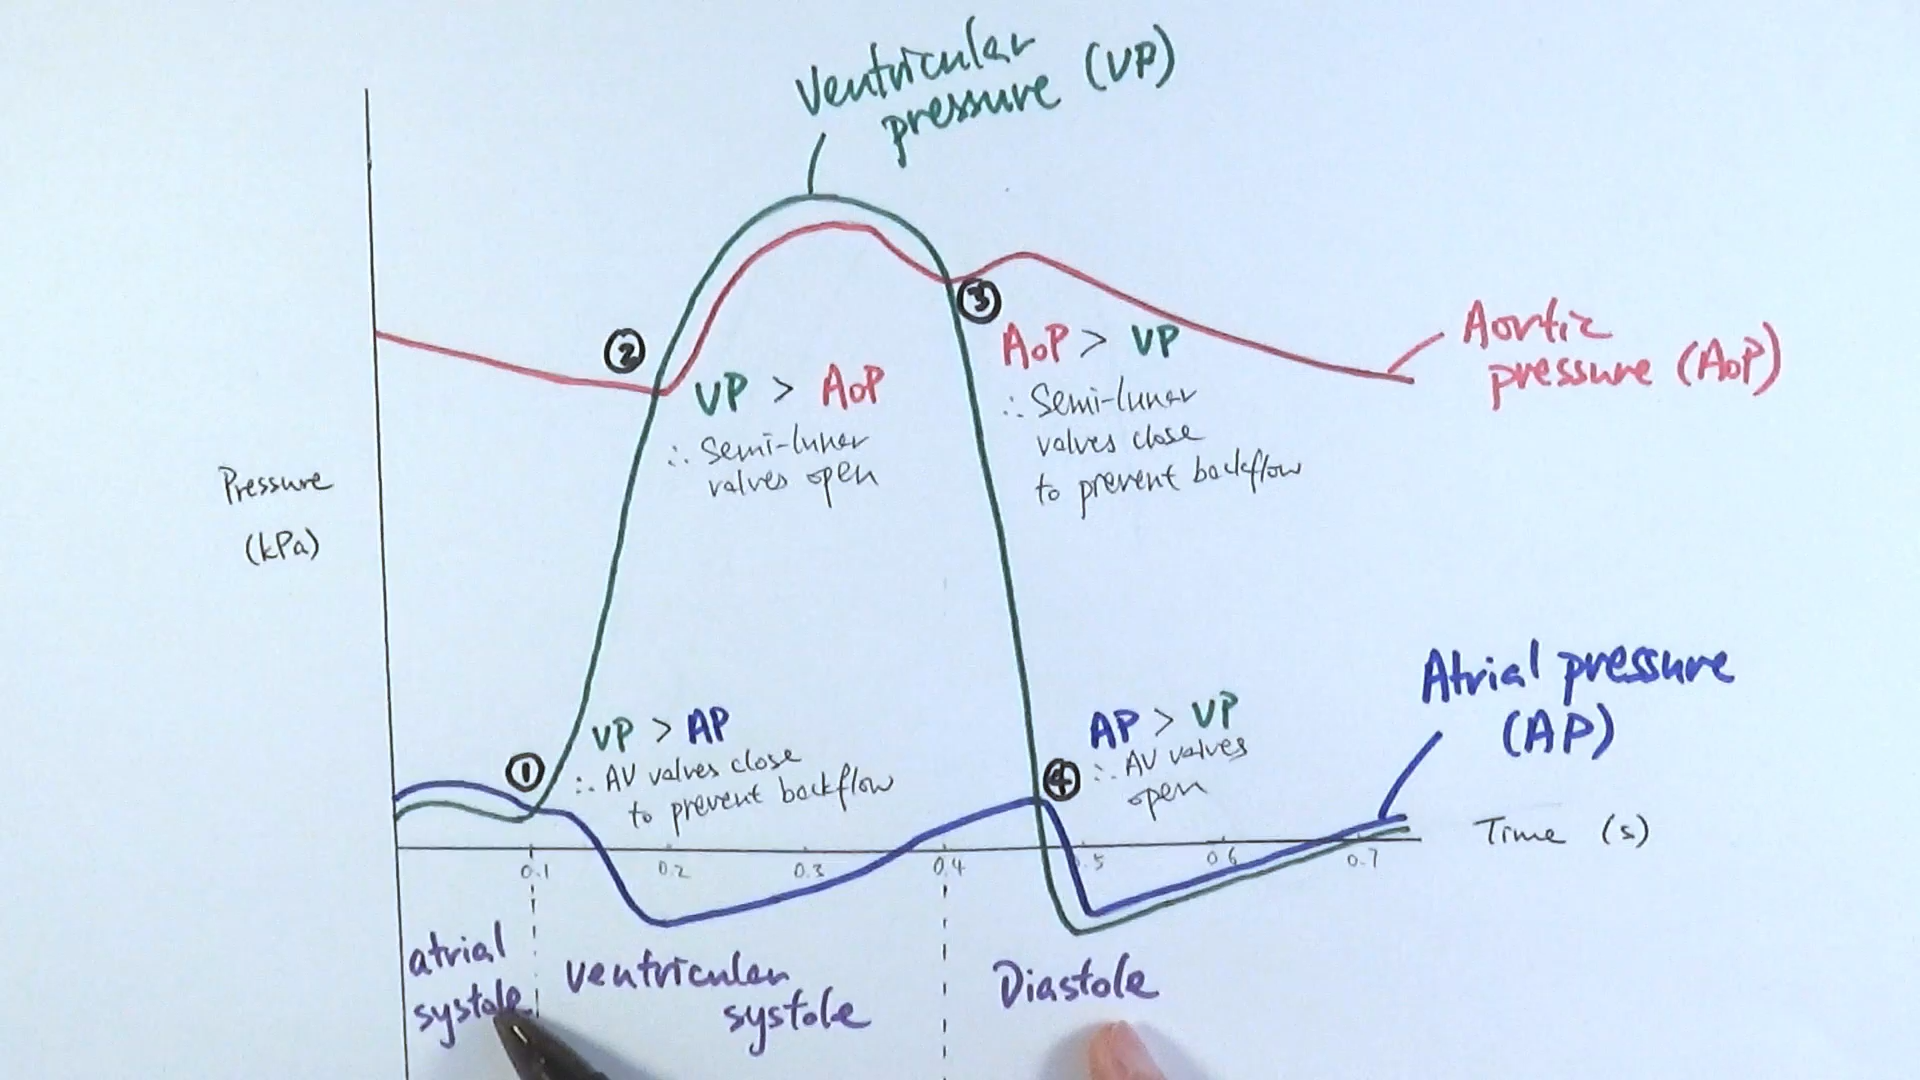 Ventricular
pressure (VP)
②
③
VP > AoP
∴ Semi-lunar
valves open
AoP > VP
∴ Semi-lunar
valves close
to prevent backflow
Aortic
pressure (AoP)
Pressure
(kPa)
①
VP > AP
∴ AV valves close
to prevent backflow
④
AP > VP
∴ AV valves
open
Atrial pressure
(AP)
Time (s)
0.1 0.2 0.3 0.4 .5 0.6 0.7
atrial
systole
ventricular
systole
Diastole